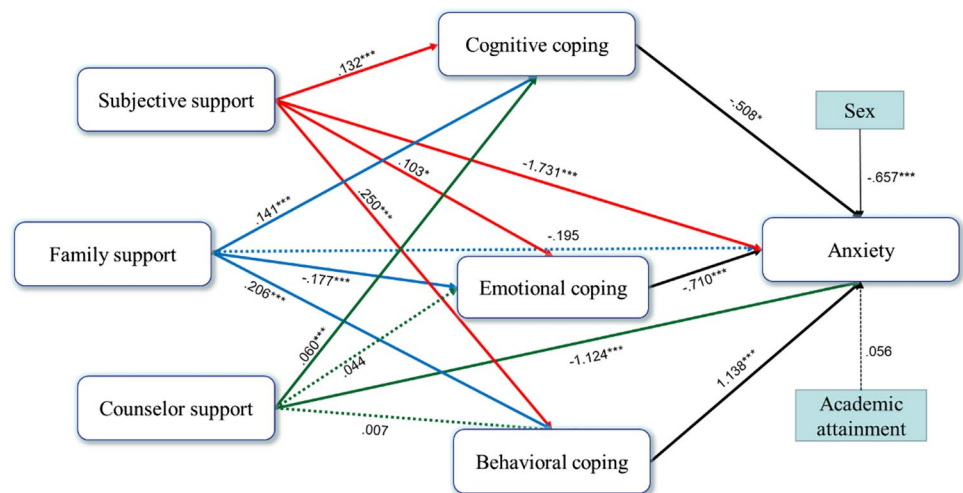 Cognitive coping
.132***
Subjective support
-.508*
Sex
.103*
-1.731***
-.657***
.250***
.141***
-.195
Family support
Anxiety
-.177***
Emotional coping
-.710***
.206***
.060***
.044
-1.124***
.056
1.138***
Counselor support
Academic
attainment
.007
Behavioral coping